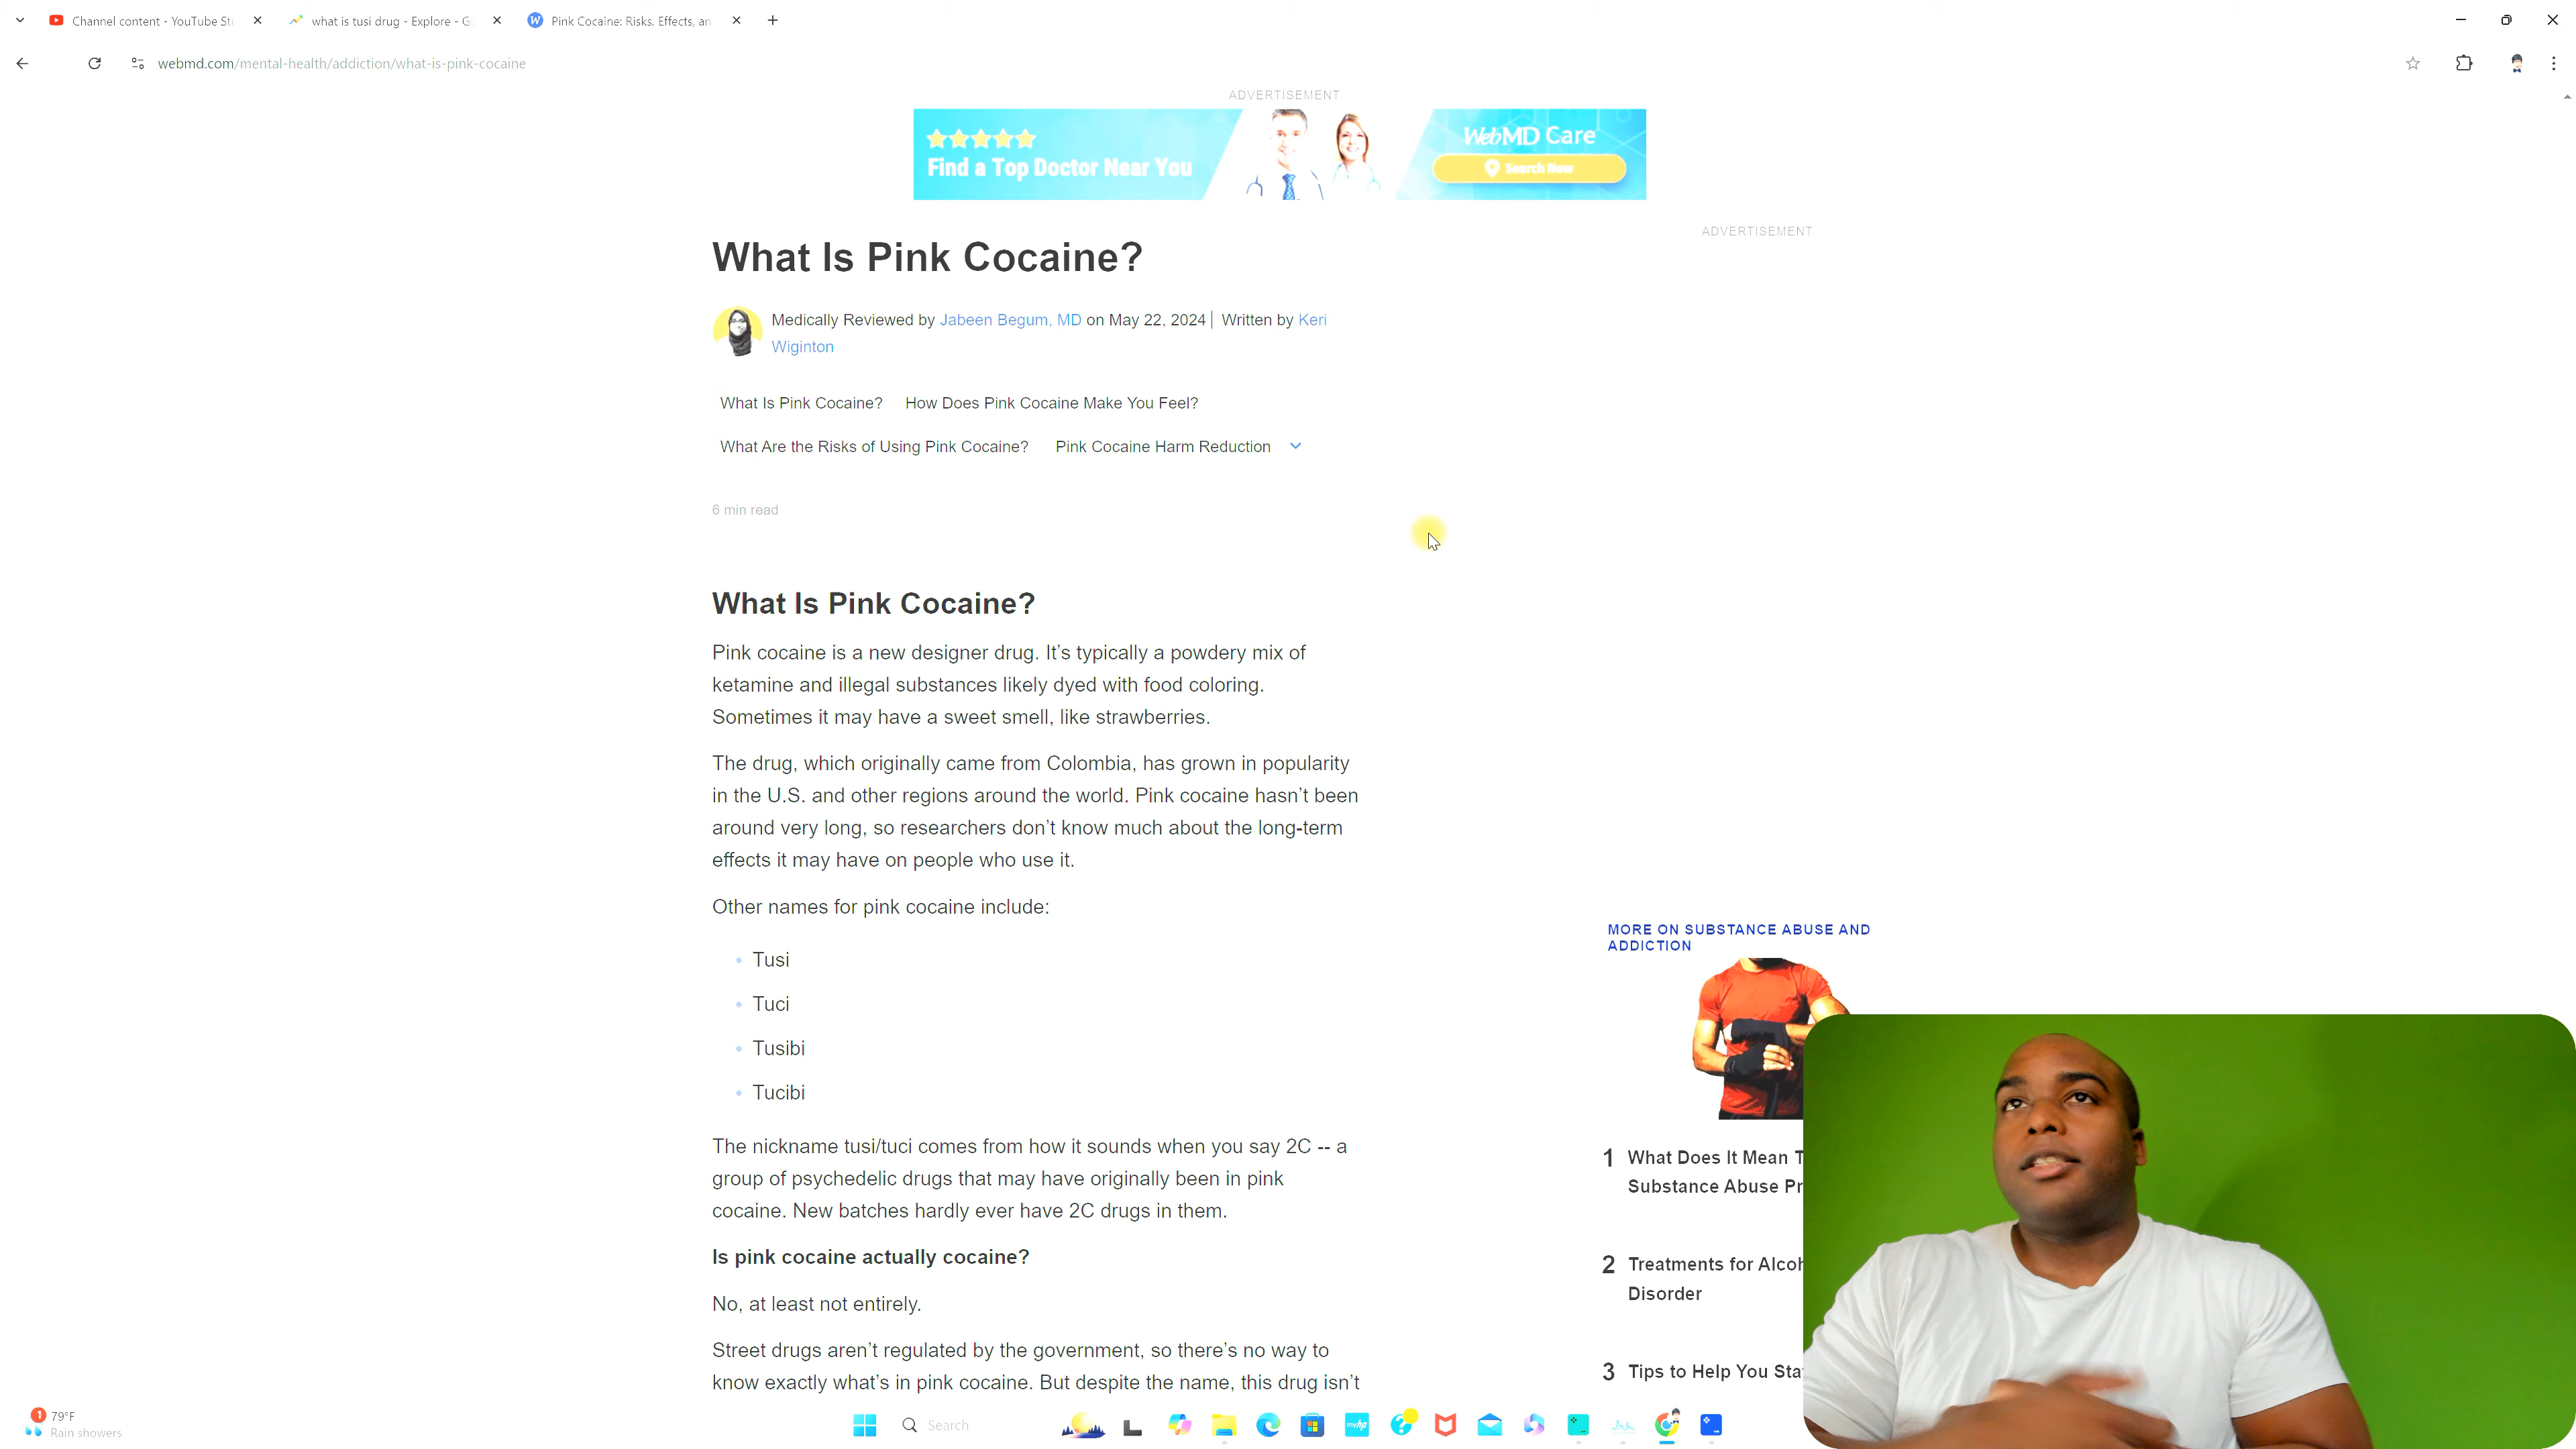 Channel content - YouTube
what is tusi drug - Explore -
Pink Cocaine: Risks, Effects,
webmd.com/mental-health/addiction/what-is-pink-cocaine
ADVERTISEMENT
Find a Top Doctor Near You
WebMD Care
Search Now
ADVERTISEMENT
What Is Pink Cocaine?
Medically Reviewed by Jabeen Begum, MD on May 22, 2024 | Written by Keri
Wiginton
What Is Pink Cocaine? How Does Pink Cocaine Make You Feel?
What Are the Risks of Using Pink Cocaine? Pink Cocaine Harm Reduction
6 min read
What Is Pink Cocaine?
Pink cocaine is a new designer drug. It's typically a powdery mix of
ketamine and illegal substances likely dyed with food coloring.
Sometimes it may have a sweet smell, like strawberries.
The drug, which originally came from Colombia, has grown in popularity
in the U.S. and other regions around the world. Pink cocaine hasn't been
around very long, so researchers don't know much about the long-term
effects it may have on people who use it.
Other names for pink cocaine include:
• Tusi
• Tuci
• Tusibi
• Tucibi
The nickname tusi/tuci comes from how it sounds when you say 2C -- a
group of psychedelic drugs that may have originally been in pink
cocaine. New batches hardly ever have 2C drugs in them.
Is pink cocaine actually cocaine?
No, at least not entirely.
Street drugs aren't regulated by the government, so there's no way to
know exactly what's in pink cocaine. But despite the name, this drug isn't
MORE ON SUBSTANCE ABUSE AND
ADDICTION
1 What Does It Mean
Substance Abuse
2 Treatments for
Disorder
3 Tips to Help You
1
79°F
Rain showers
Search
myhp